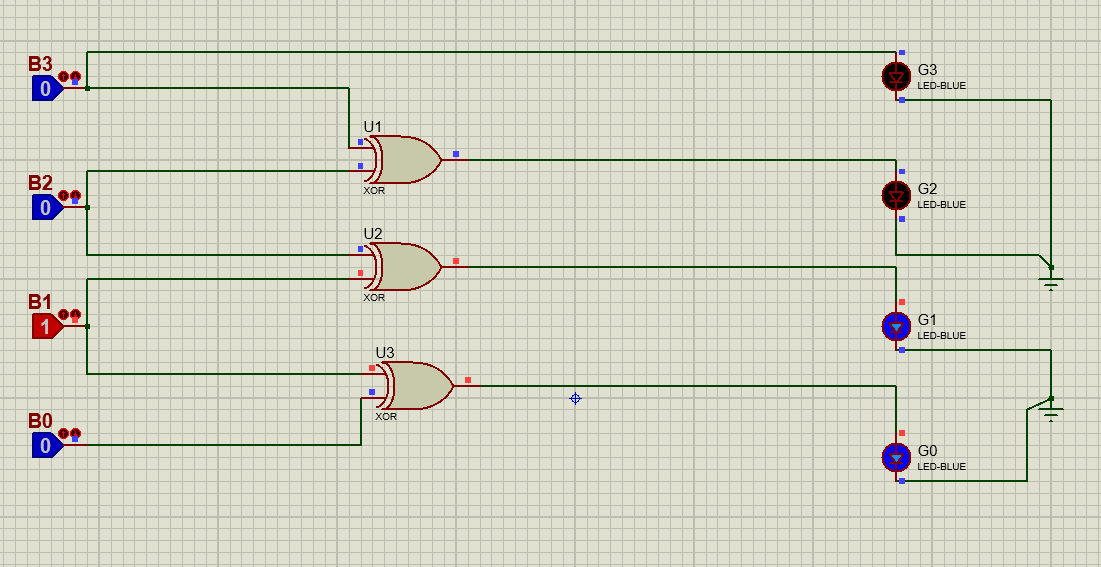 B3
0
G3
LED-BLUE
U1
XOR
B2
0
G2
LED-BLUE
U2
XOR
B1
1
G1
LED-BLUE
U3
XOR
B0
0
G0
LED-BLUE